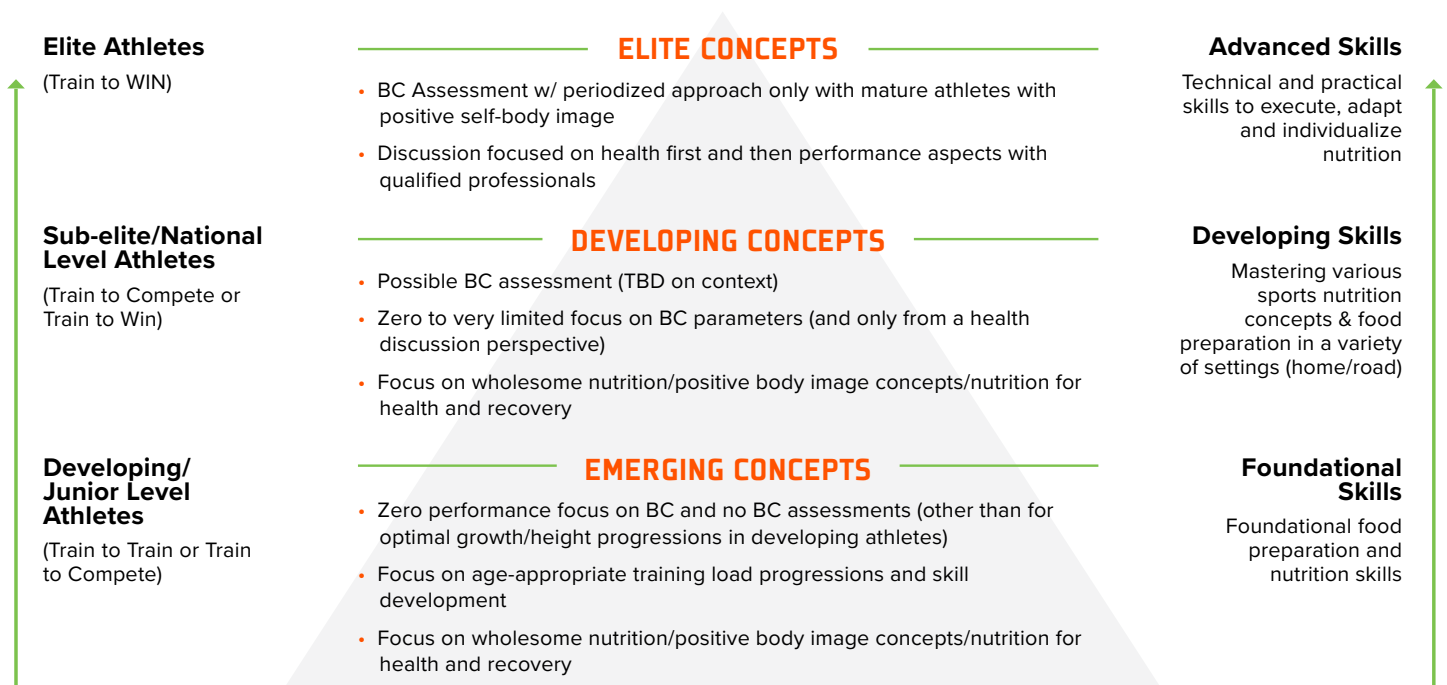 Elite Athletes
(Train to WIN)
ELITE CONCEPTS
• BC Assessment w/ periodized approach only with mature athletes with
positive self-body image
• Discussion focused on health first and then performance aspects with
qualified professionals
Advanced Skills
Technical and practical
skills to execute, adapt
and individualize
nutrition
Sub-elite/National
Level Athletes
(Train to Compete or
Train to Win)
DEVELOPING CONCEPTS
• Possible BC assessment (TBD on context)
• Zero to very limited focus on BC parameters (and only from a health
discussion perspective)
• Focus on wholesome nutrition/positive body image concepts/nutrition for
health and recovery
Developing Skills
Mastering various
sports nutrition
concepts & food
preparation in a variety
of settings (home/road)
Developing/
Junior Level
Athletes
(Train to Train or Train
to Compete)
EMERGING CONCEPTS
• Zero performance focus on BC and no BC assessments (other than for
optimal growth/height progressions in developing athletes)
• Focus on age-appropriate training load progressions and skill
development
• Focus on wholesome nutrition/positive body image concepts/nutrition for
health and recovery
Foundational
Skills
Foundational food
preparation and
nutrition skills